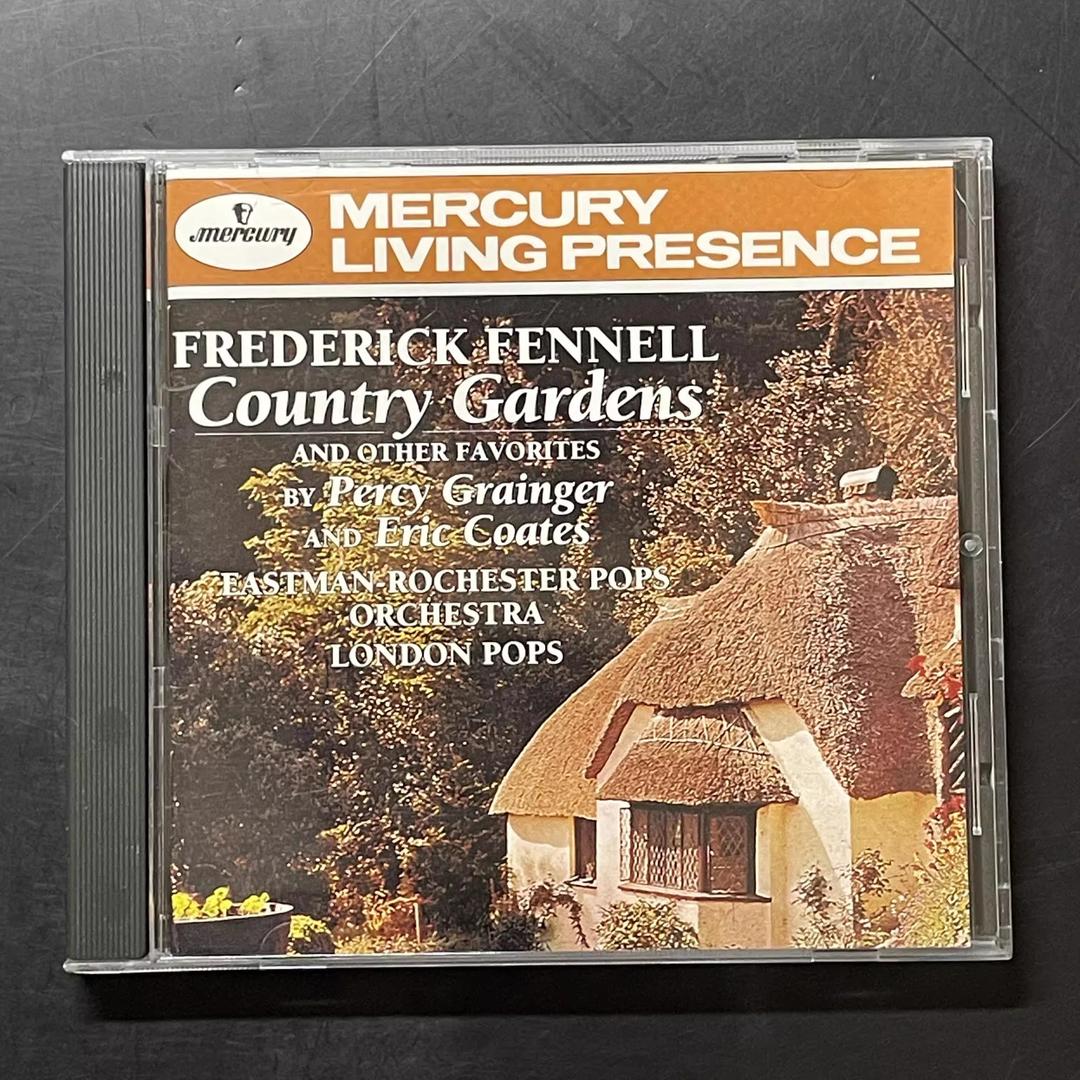 mercury
MERCURY
LIVING PRESENCE
FREDERICK FENNELL
Country Gardens
AND OTHER FAVORITES
BY Percy Grainger
AND Eric Coates
EASTMAN-ROCHESTER POPS
ORCHESTRA
LONDON POPS